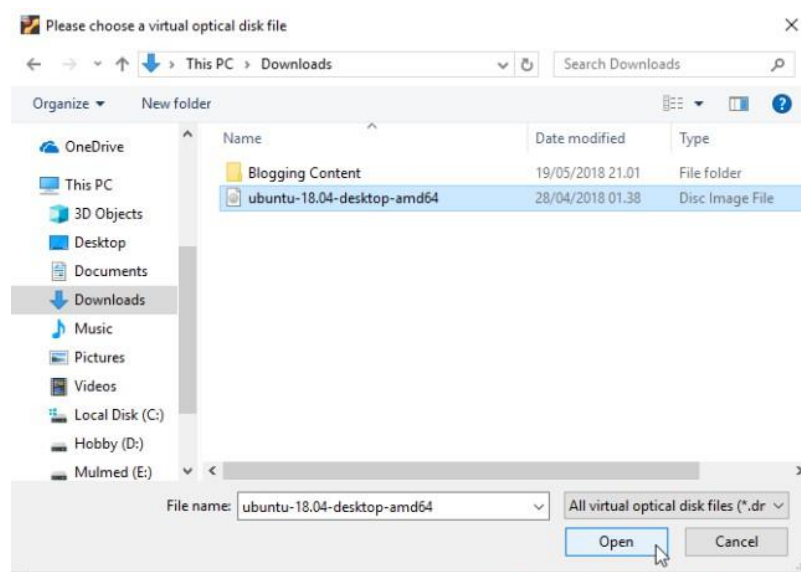 Please choose a virtual optical disk file
This PC > Downloads
Search Downloads
Organize
New folder
Name
Date modified
Type
OneDrive
This PC
3D Objects
Desktop
Documents
Downloads
Music
Pictures
Videos
Local Disk (C:)
Hobby (D:)
Mulmed (E:)
Blogging Content 19/05/2018 21.01 File folder
ubuntu-18.04-desktop-amd64 28/04/2018 01.38 Disc Image File
File name: ubuntu-18.04-desktop-amd64 All virtual optical disk files (*.dr
Open Cancel